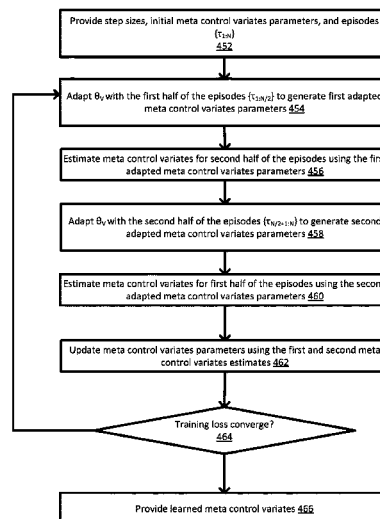 Provide step sizes, initial meta control variates parameters, and episodes
(τ1:N)
452
Adapt θV with the first half of the episodes {τ1:N/2} to generate first adapted
meta control variates parameters 454
Estimate meta control variates for second half of the episodes using the first
adapted meta control variates parameters 456
Adapt θV with the second half of the episodes {τN/2+1:N} to generate second
adapted meta control variates parameters 458
Estimate meta control variates for first half of the episodes using the second
adapted meta control variates parameters 460
Update meta control variates parameters using the first and second meta
control variates estimates 462
Training loss converge?
464
Provide learned meta control variates 466